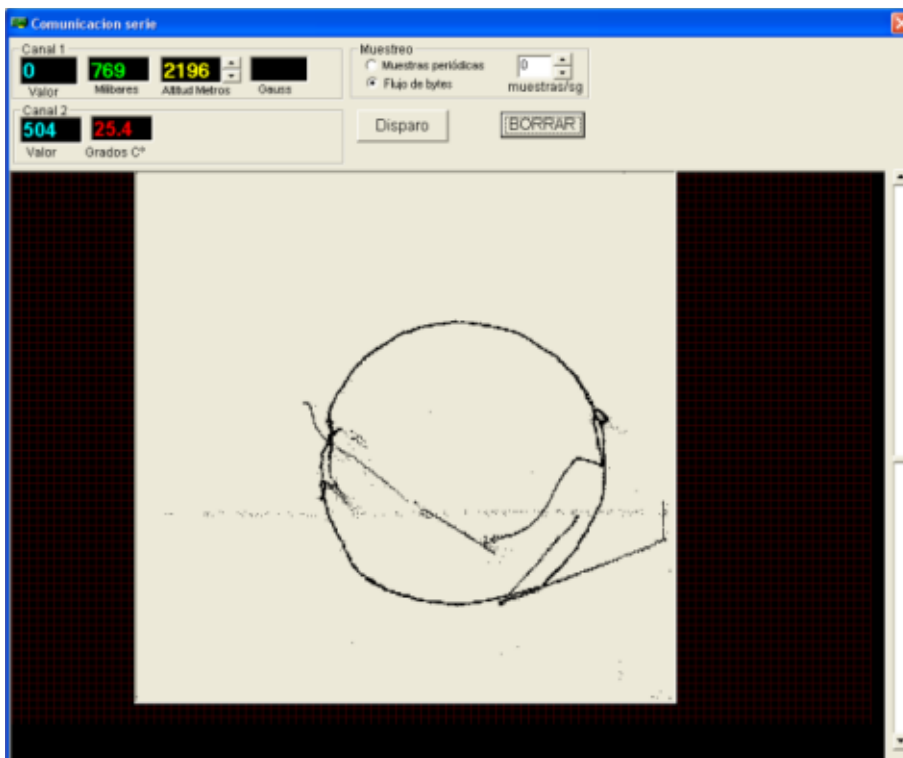 Comunicacion serie
Canal 1
0 769 2196
Valor Milibares Altitud Metros Gauss
Canal 2
504 25.4
Valor Grados Cº
Muestreo
Muestras periódicas
Flujo de bytes
0
muestras/sg
Disparo BORRAR